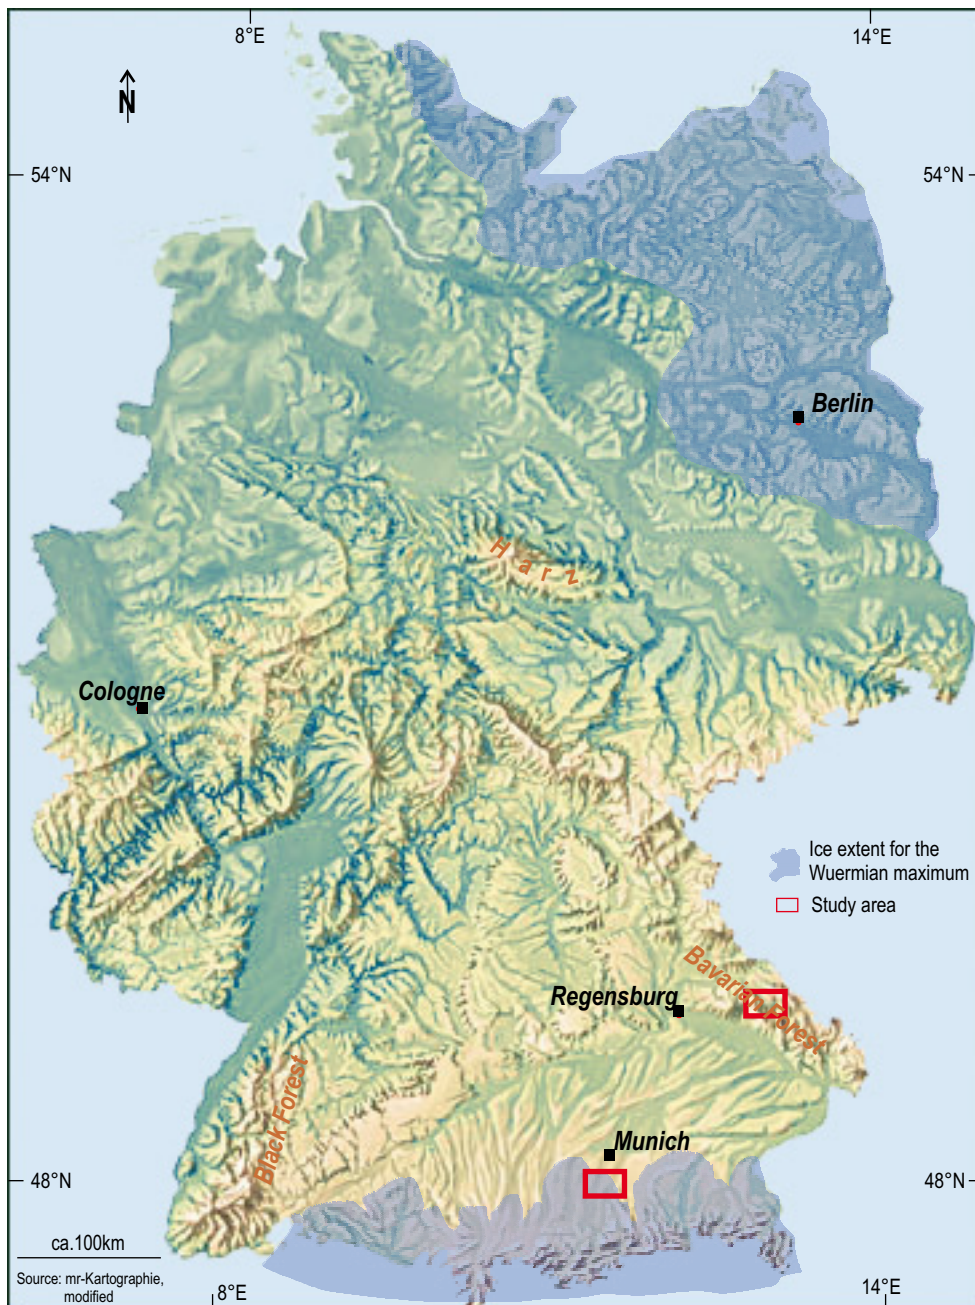 8°E
14°E
N
54°N
54°N
Berlin
Harz
Cologne
Ice extent for the
Wuermian maximum
Study area
Bavarian Forest
Regensburg
Black Forest
Munich
48°N
48°N
ca.100km
Source: mr-Kartographie,
modified
8°E
14°E